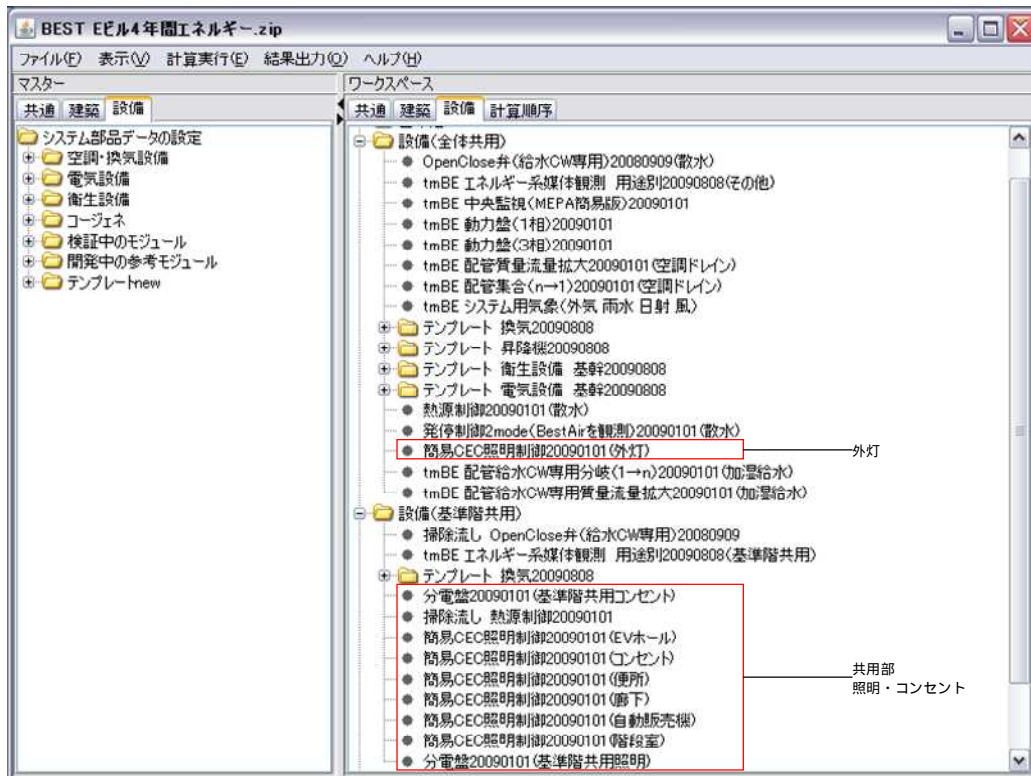 BEST Eビル4年間エネルギー.zip
ファイル(F) 表示(V) 計算実行(E) 結果出力(O) ヘルプ(H)
マスター
共通 建築 設備
システム部品データの設定
空調・換気設備
電気設備
衛生設備
コージェネ
検証中のモジュール
開発中の参考モジュール
テンプレートnew
ワークスペース
共通 建築 設備 計算順序
設備(全体共用)
OpenClose弁(給水CW専用)20080909(散水)
tmBE エネルギー系媒体観測 用途別20090808(その他)
tmBE 中央監視(MEPA簡易版)20090101
tmBE 動力盤(1相)20090101
tmBE 動力盤(3相)20090101
tmBE 配管質量流量拡大20090101(空調ドレイン)
tmBE 配管集合(n→1)20090101(空調ドレイン)
tmBE システム用気象(外気 雨水 日射 風)
テンプレート 換気20090808
テンプレート 昇降機20090808
テンプレート 衛生設備 基幹20090808
テンプレート 電気設備 基幹20090808
熱源制御20090101(散水)
発停制御2mode(BestAirを観測)20090101(散水)
簡易CEC照明制御20090101(外灯)
外灯
tmBE 配管給水CW専用分岐(1→n)20090101(加湿給水)
tmBE 配管給水CW専用質量流量拡大20090101(加湿給水)
設備(基準階共用)
掃除流し OpenClose弁(給水CW専用)20080909
tmBE エネルギー系媒体観測 用途別20090808(基準階共用)
テンプレート 換気20090808
分電盤20090101(基準階共用コンセント)
掃除流し 熱源制御20090101
簡易CEC照明制御20090101(EVホール)
簡易CEC照明制御20090101(コンセント)
簡易CEC照明制御20090101(便所)
簡易CEC照明制御20090101(廊下)
簡易CEC照明制御20090101(自動販売機)
簡易CEC照明制御20090101(階段室)
分電盤20090101(基準階共用照明)
共用部
照明・コンセント